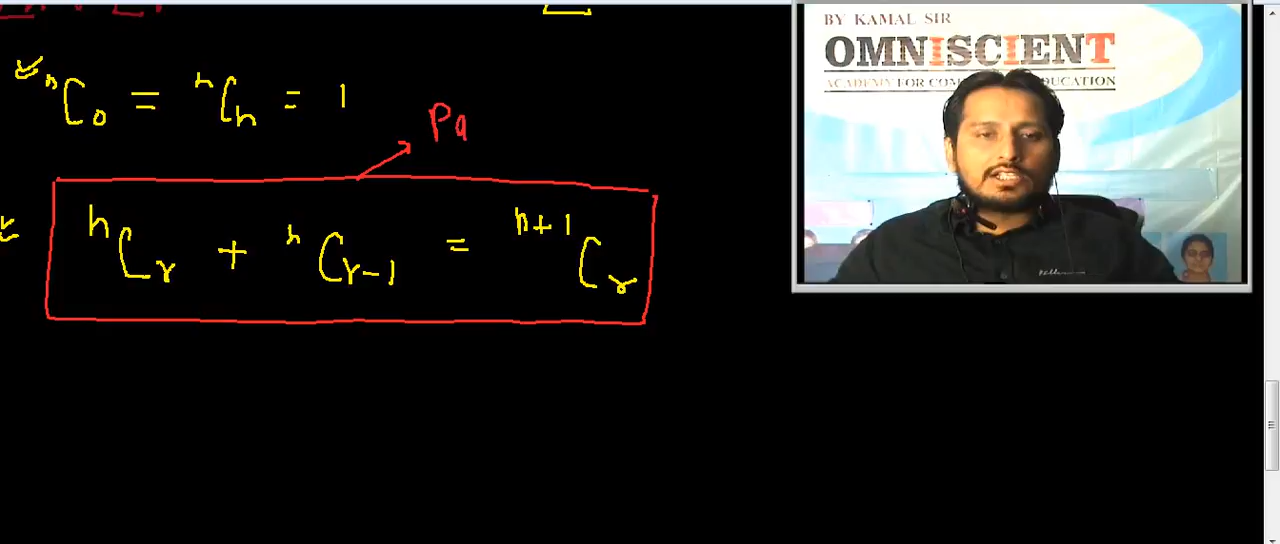 BY KAMAL SIR
OMNISCIENT
ACADEMY FOR COM EDUCATION
ⁿC₀ = ⁿCₙ = 1
Pa
ⁿCᵣ + ⁿCᵣ₋₁ = ⁿ⁺¹Cᵣ